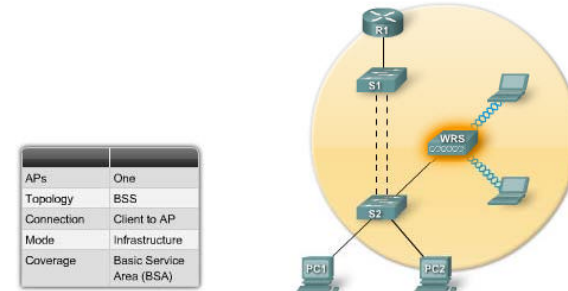 R1
S1
WRS
APs One
Topology BSS
Connection Client to AP
Mode Infrastructure
Coverage Basic Service
Area (BSA)
S2
PC1 PC2